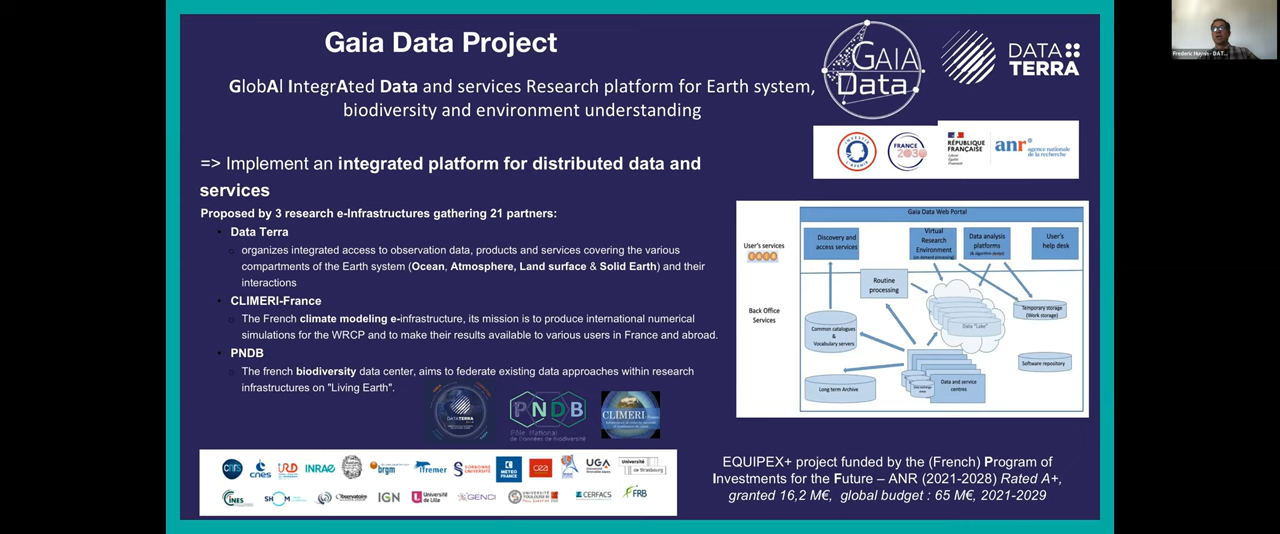 Gaia Data Project
GlobAl IntegrAted Data and services Research platform for Earth system,
biodiversity and environment understanding
GAIA
Data
DATA
TERRA
=> Implement an integrated platform for distributed data and
services
FRANCE
2030
RÉPUBLIQUE
FRANÇAISE
anr
agence nationale
de la recherche
Proposed by 3 research e-Infrastructures gathering 21 partners:
Data Terra
organizes integrated access to observation data, products and services covering the various
compartments of the Earth system (Ocean, Atmosphere, Land surface & Solid Earth) and their
interactions
CLIMERI-France
The French climate modeling e-infrastructure, its mission is to produce international numerical
simulations for the WRCP and to make their results available to various users in France and abroad.
PNDB
The french biodiversity data center, aims to federate existing data approaches within research
infrastructures on "Living Earth".
Gaia Data Web Portal
User's services
Discovery and
access services
Virtual
Research
Environment
(on demand processing)
Data analysis
platforms
(& algorithm design)
User's
help desk
Back Office
Services
Routine
processing
Data "Lake"
Temporary storage
(Work storage)
Common catalogues
&
Vocabulary servers
Software repository
Long term Archive
Data and service
centres
DATATERRA
PNDB
Pôle National
de Données de Biodiversité
CLIMERI
cnrs
cnes
IRD
INRAE
brgm
Ifremer
SORBONNE
UNIVERSITÉ
METEO
FRANCE
cea
UGA
Université
de Strasbourg
CINES
SHOM
Observatoire
IGN
Université
de Lille
GENCI
UNIVERSITÉ
TOULOUSE III
CERFACS
FRB
EQUIPEX+ project funded by the (French) Program of
Investments for the Future – ANR (2021-2028) Rated A+,
granted 16,2 M€, global budget : 65 M€, 2021-2029